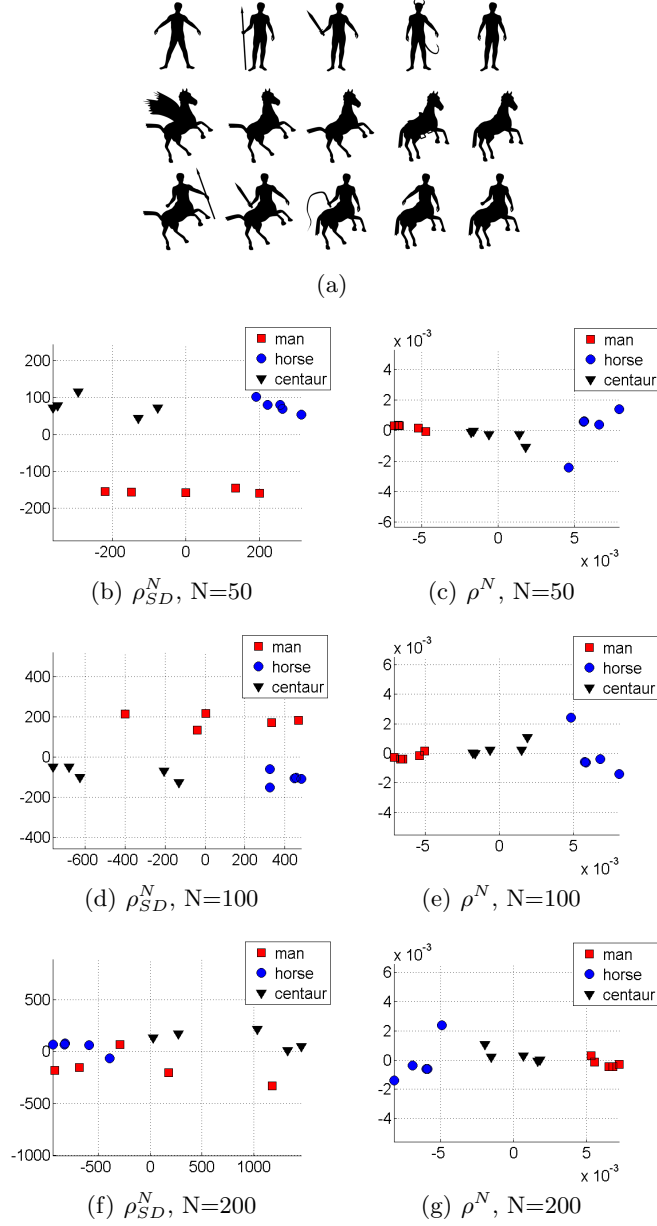 (a)
man
horse
centaur
200
100
0
-100
-200
-200
0
200
(b) ρ_SD^N, N=50
x 10^-3
man
horse
centaur
4
2
0
-2
-4
-6
-5
0
5
x 10^-3
(c) ρ^N, N=50
man
horse
centaur
400
200
0
-200
-400
-600
-400
-200
0
200
400
(d) ρ_SD^N, N=100
x 10^-3
man
horse
centaur
6
4
2
0
-2
-4
-5
0
5
x 10^-3
(e) ρ^N, N=100
man
horse
centaur
500
0
-500
-1000
-500
0
500
1000
(f) ρ_SD^N, N=200
x 10^-3
man
horse
centaur
6
4
2
0
-2
-4
-5
0
5
x 10^-3
(g) ρ^N, N=200